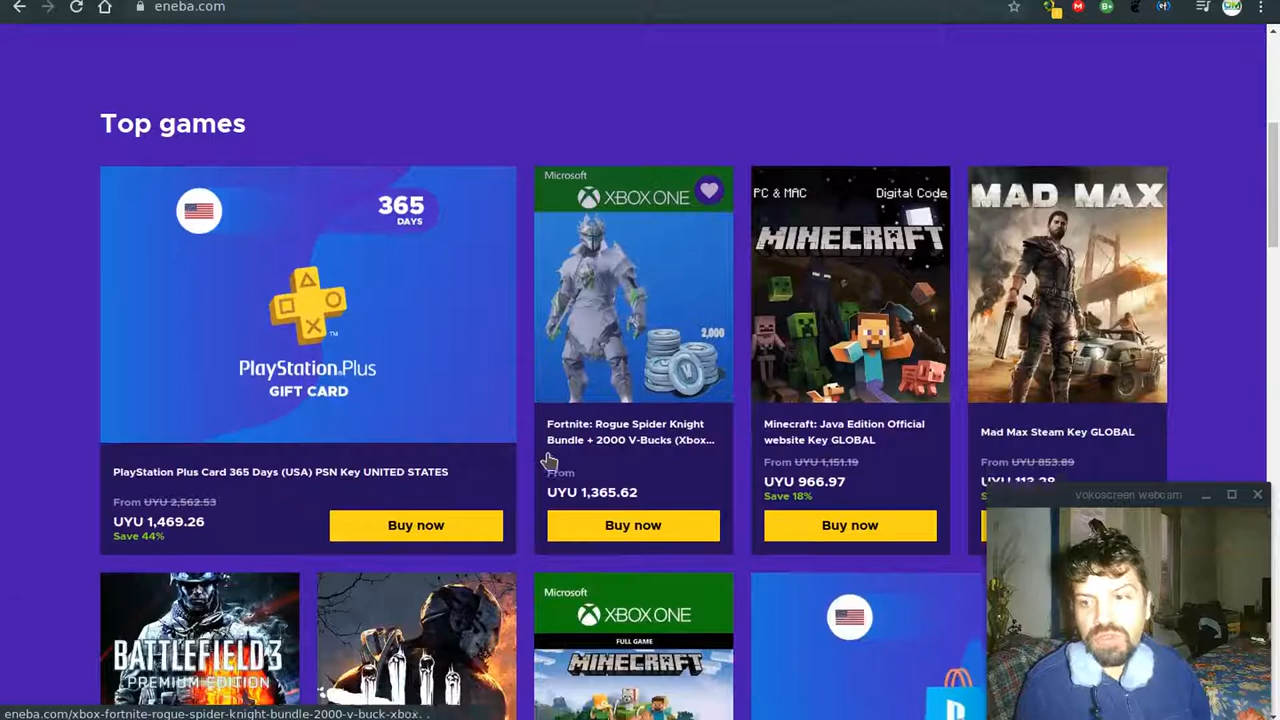 eneba.com
Top games
365
DAYS
PlayStation.Plus
GIFT CARD
PlayStation Plus Card 365 Days (USA) PSN Key UNITED STATES
From UYU 2,562.53
UYU 1,469.26
Save 44%
Buy now
Microsoft
XBOX ONE
2,000
Fortnite: Rogue Spider Knight
Bundle + 2000 V-Bucks (Xbox...
From
UYU 1,365.62
Buy now
PC & MAC Digital Code
MINECRAFT
Minecraft: Java Edition Official
website Key GLOBAL
From UYU 1,151.19
UYU 966.97
Save 18%
Buy now
MAD MAX
Mad Max Steam Key GLOBAL
From UYU 853.89
vokoscreen webcam
BATTLEFIELD 3
PREMIUM EDITION
Microsoft
XBOX ONE
FULL GAME
MINECRAFT
eneba.com/xbox-fortnite-rogue-spider-knight-bundle-2000-v-buck-xbox...